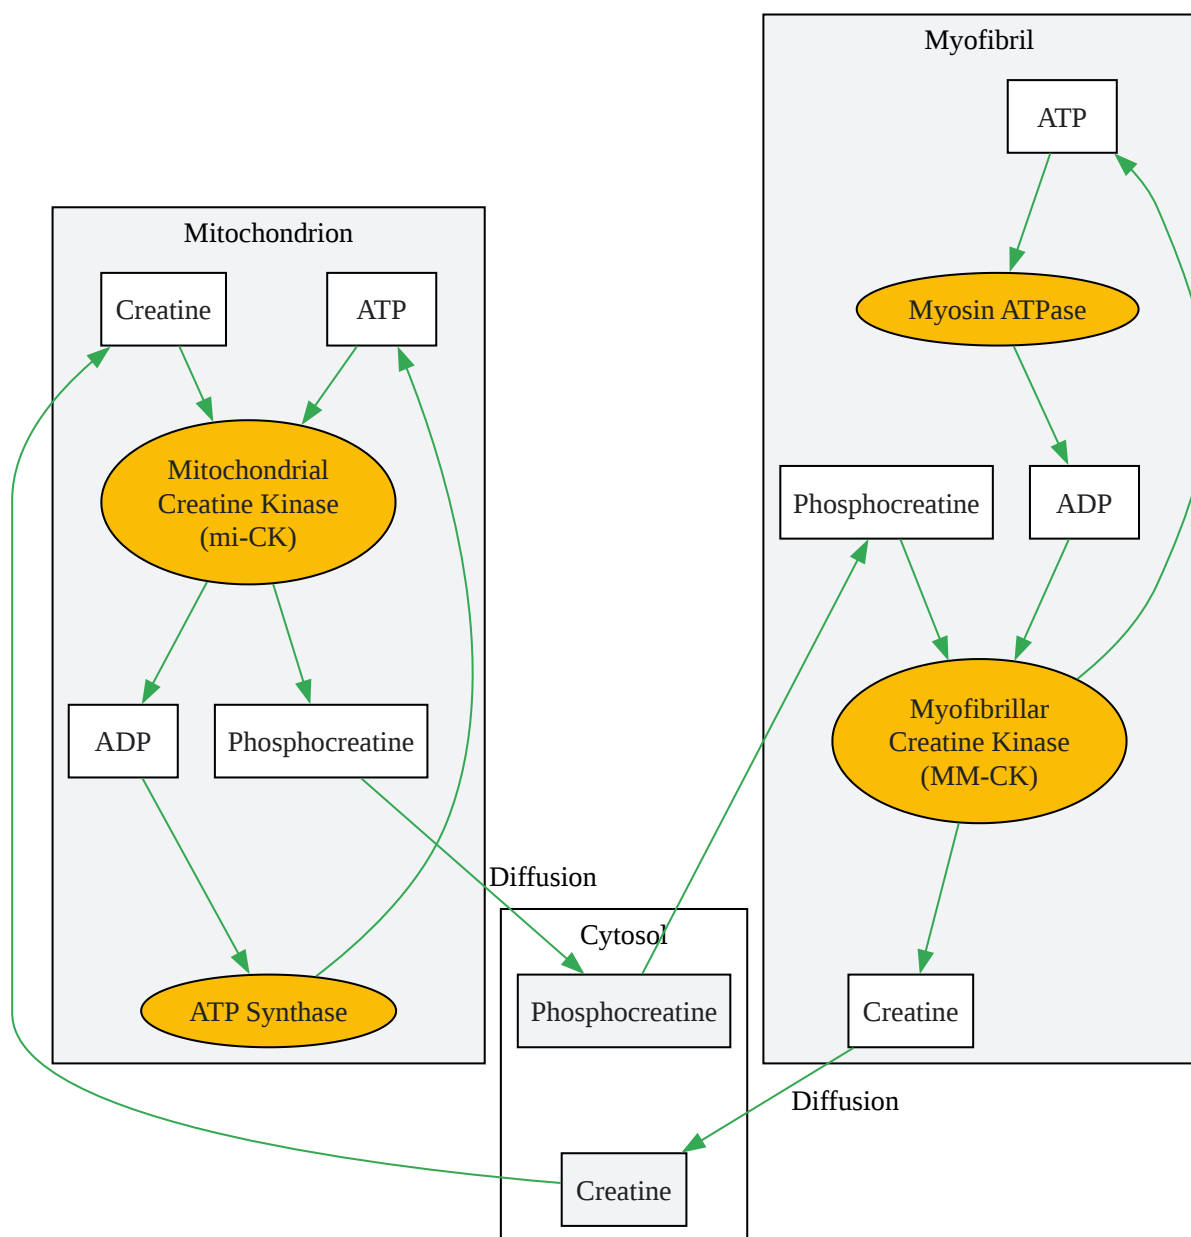 Myofibril
ATP
Mitochondrion
Creatine
ATP
Myosin ATPase
Mitochondrial
Creatine Kinase
(mi-CK)
Phosphocreatine
ADP
ADP
Phosphocreatine
Myofibrillar
Creatine Kinase
(MM-CK)
Diffusion
Cytosol
ATP Synthase
Phosphocreatine
Creatine
Diffusion
Creatine